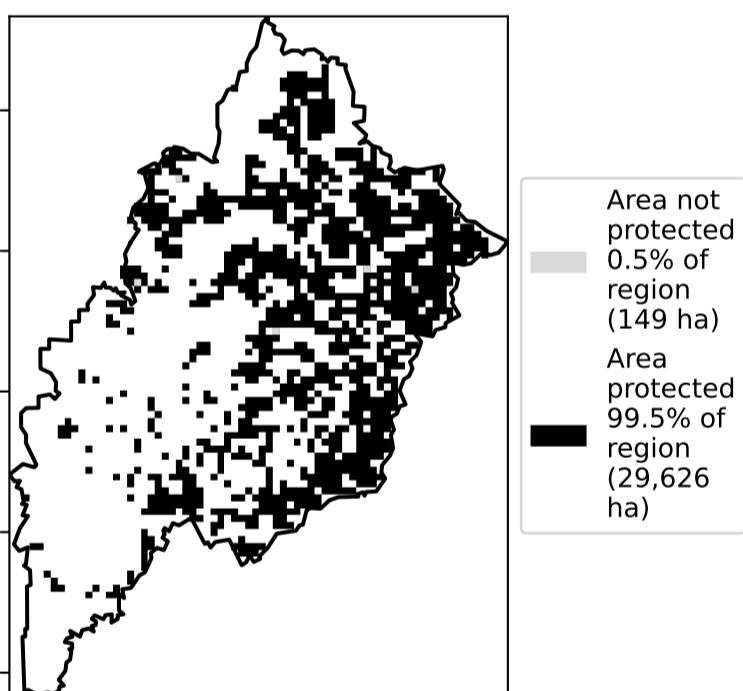 Area not
protected
0.5% of
region
(149 ha)
Area
protected
99.5% of
region
(29,626
ha)